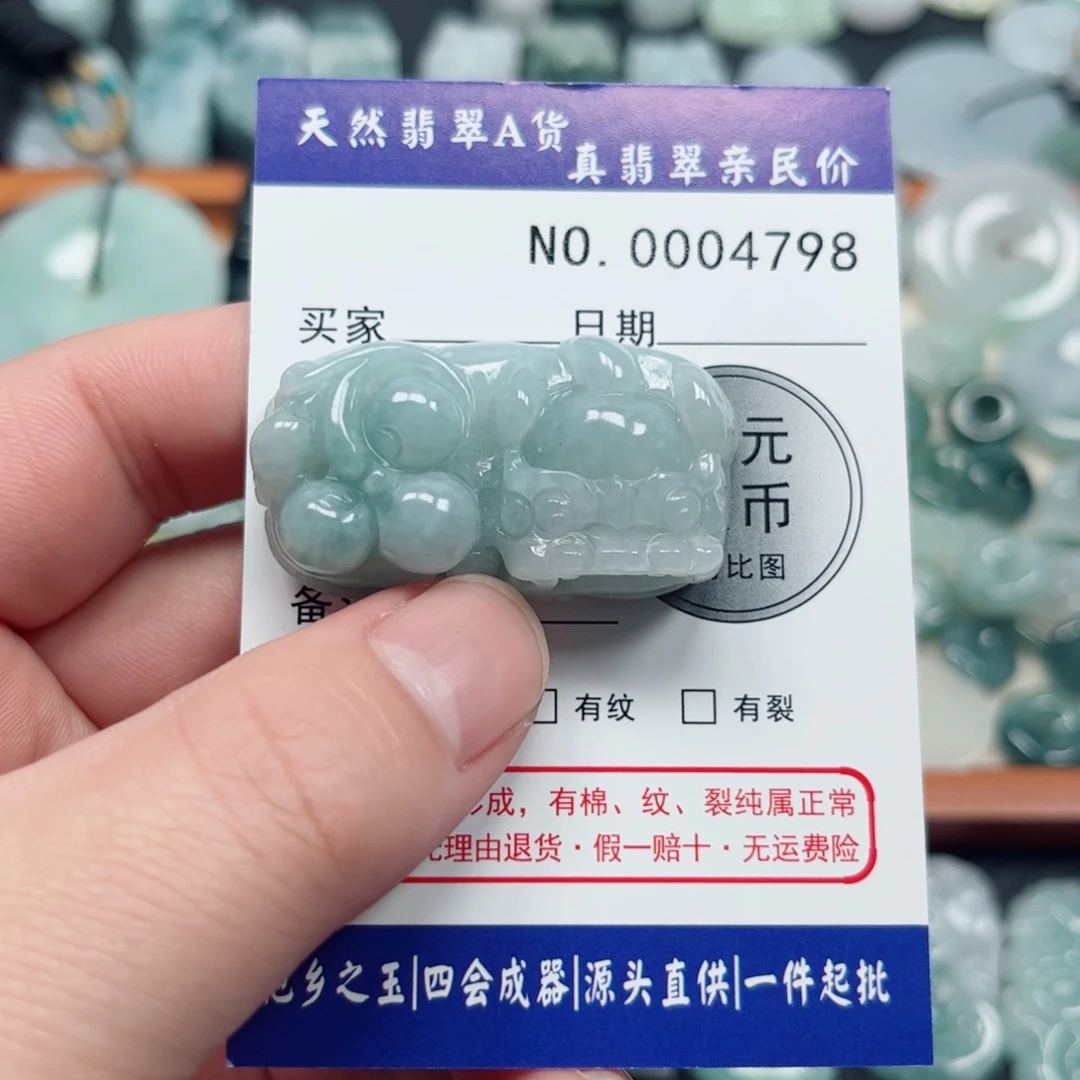 天然翡翠A货
真翡翠亲民价
NO. 0004798
买家 日期
元
币
比图
备
有纹 有裂
成，有棉、纹、裂纯属正常
理由退货·假一赔十·无运费险
乡之玉|四会成器|源头直供|一件起批